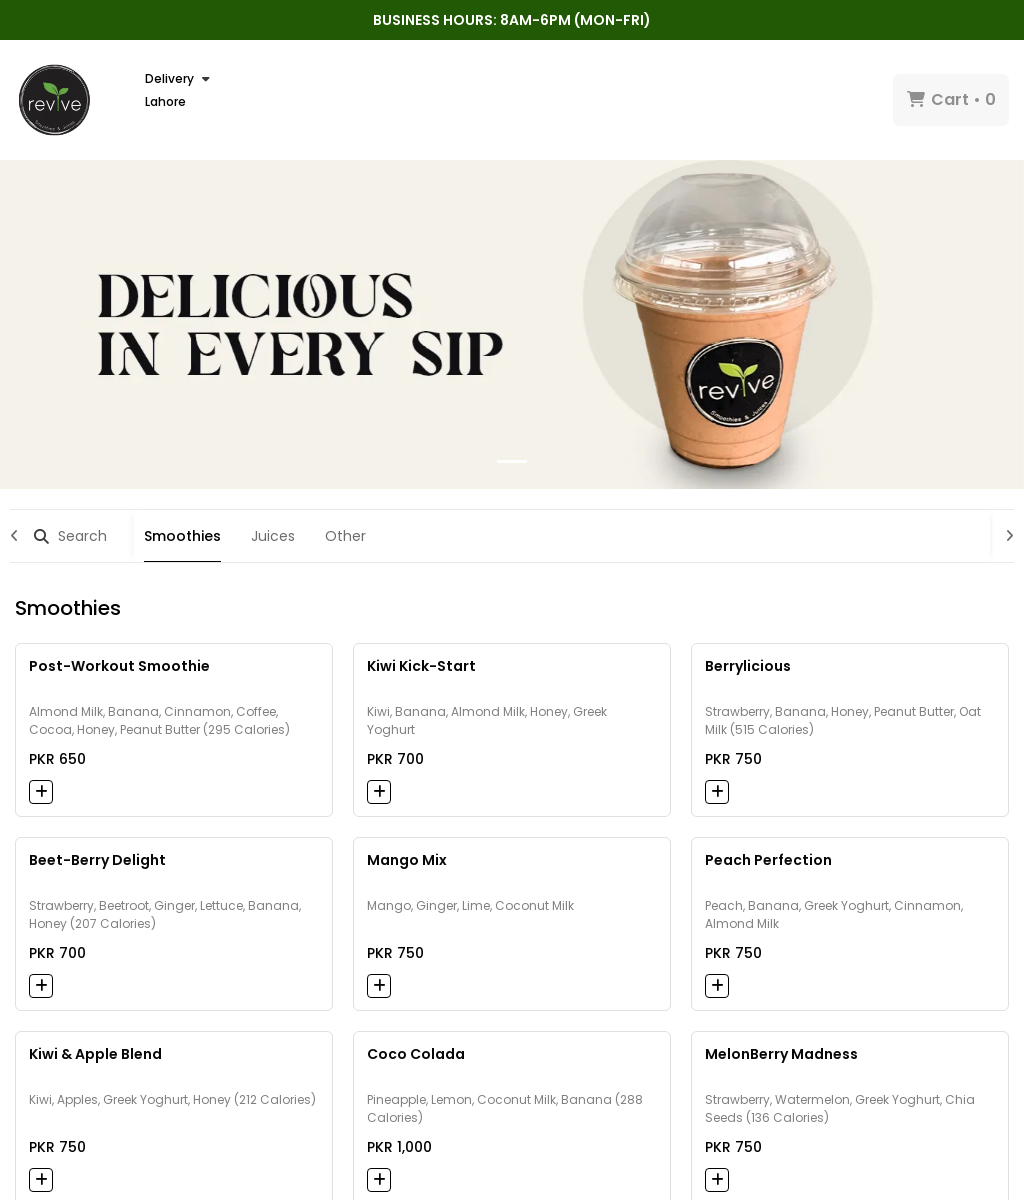 BUSINESS HOURS: 8AM-6PM (MON-FRI)
revive
Smoothies & Juices
Delivery
Lahore
Cart • 0
DELICIOUS
IN EVERY SIP
revive
Smoothies & Juices
Search
Smoothies
Juices
Other
Smoothies
Post-Workout Smoothie
Almond Milk, Banana, Cinnamon, Coffee,
Cocoa, Honey, Peanut Butter (295 Calories)
PKR 650
Kiwi Kick-Start
Kiwi, Banana, Almond Milk, Honey, Greek
Yoghurt
PKR 700
Berrylicious
Strawberry, Banana, Honey, Peanut Butter, Oat
Milk (515 Calories)
PKR 750
Beet-Berry Delight
Strawberry, Beetroot, Ginger, Lettuce, Banana,
Honey (207 Calories)
PKR 700
Mango Mix
Mango, Ginger, Lime, Coconut Milk
PKR 750
Peach Perfection
Peach, Banana, Greek Yoghurt, Cinnamon,
Almond Milk
PKR 750
Kiwi & Apple Blend
Kiwi, Apples, Greek Yoghurt, Honey (212 Calories)
PKR 750
Coco Colada
Pineapple, Lemon, Coconut Milk, Banana (288
Calories)
PKR 1,000
MelonBerry Madness
Strawberry, Watermelon, Greek Yoghurt, Chia
Seeds (136 Calories)
PKR 750